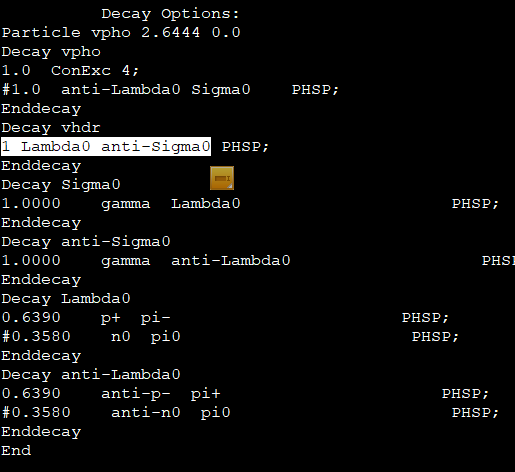 Decay Options:
Particle vpho 2.6444 0.0
Decay vpho
1.0  ConExc 4;
#1.0  anti-Lambda0 Sigma0    PHSP;
Enddecay
Decay vhdr
1 Lambda0 anti-Sigma0 PHSP;
Enddecay
Decay Sigma0
1.0000    gamma  Lambda0    PHSP;
Enddecay
Decay anti-Sigma0
1.0000    gamma  anti-Lambda0    PHS
Enddecay
Decay Lambda0
0.6390    p+  pi-    PHSP;
#0.3580    n0  pi0    PHSP;
Enddecay
Decay anti-Lambda0
0.6390    anti-p-  pi+    PHSP;
#0.3580    anti-n0  pi0    PHSP;
Enddecay
End